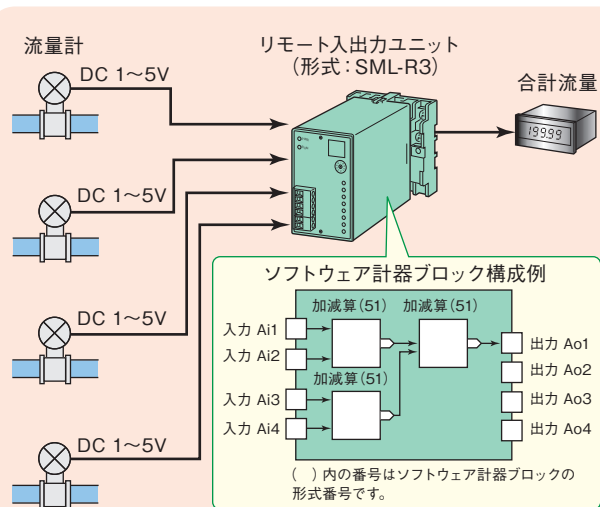 流量計
DC 1～5V
リモート入出力ユニット
（形式：SML-R3）
合計流量
199.99
DC 1～5V
DC 1～5V
DC 1～5V
ソフトウェア計器ブロック構成例
加減算（51） 加減算（51）
入力 Ai1
入力 Ai2
加減算（51）
入力 Ai3
入力 Ai4
出力 Ao1
出力 Ao2
出力 Ao3
出力 Ao4
（　）内の番号はソフトウェア計器ブロックの
形式番号です。